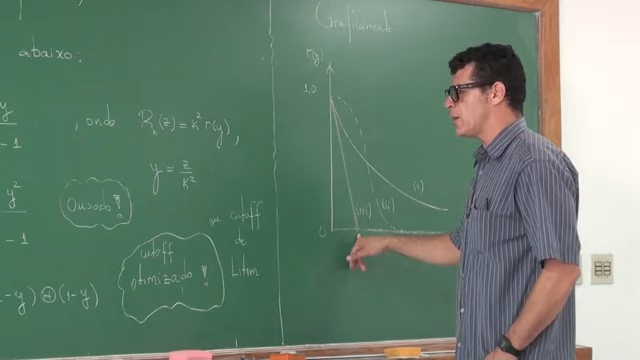 abaixo:
y
- 1
, onde R_k(z) = k² r(y),
y = z/k²
y²
- 1
Ousado!
cutoff
otimizado!
ou cutoff
de
Litim
- y) ⊕ (1-y)
Graficamente
r(y)
1,0
(i)
(iii)
(ii)
0